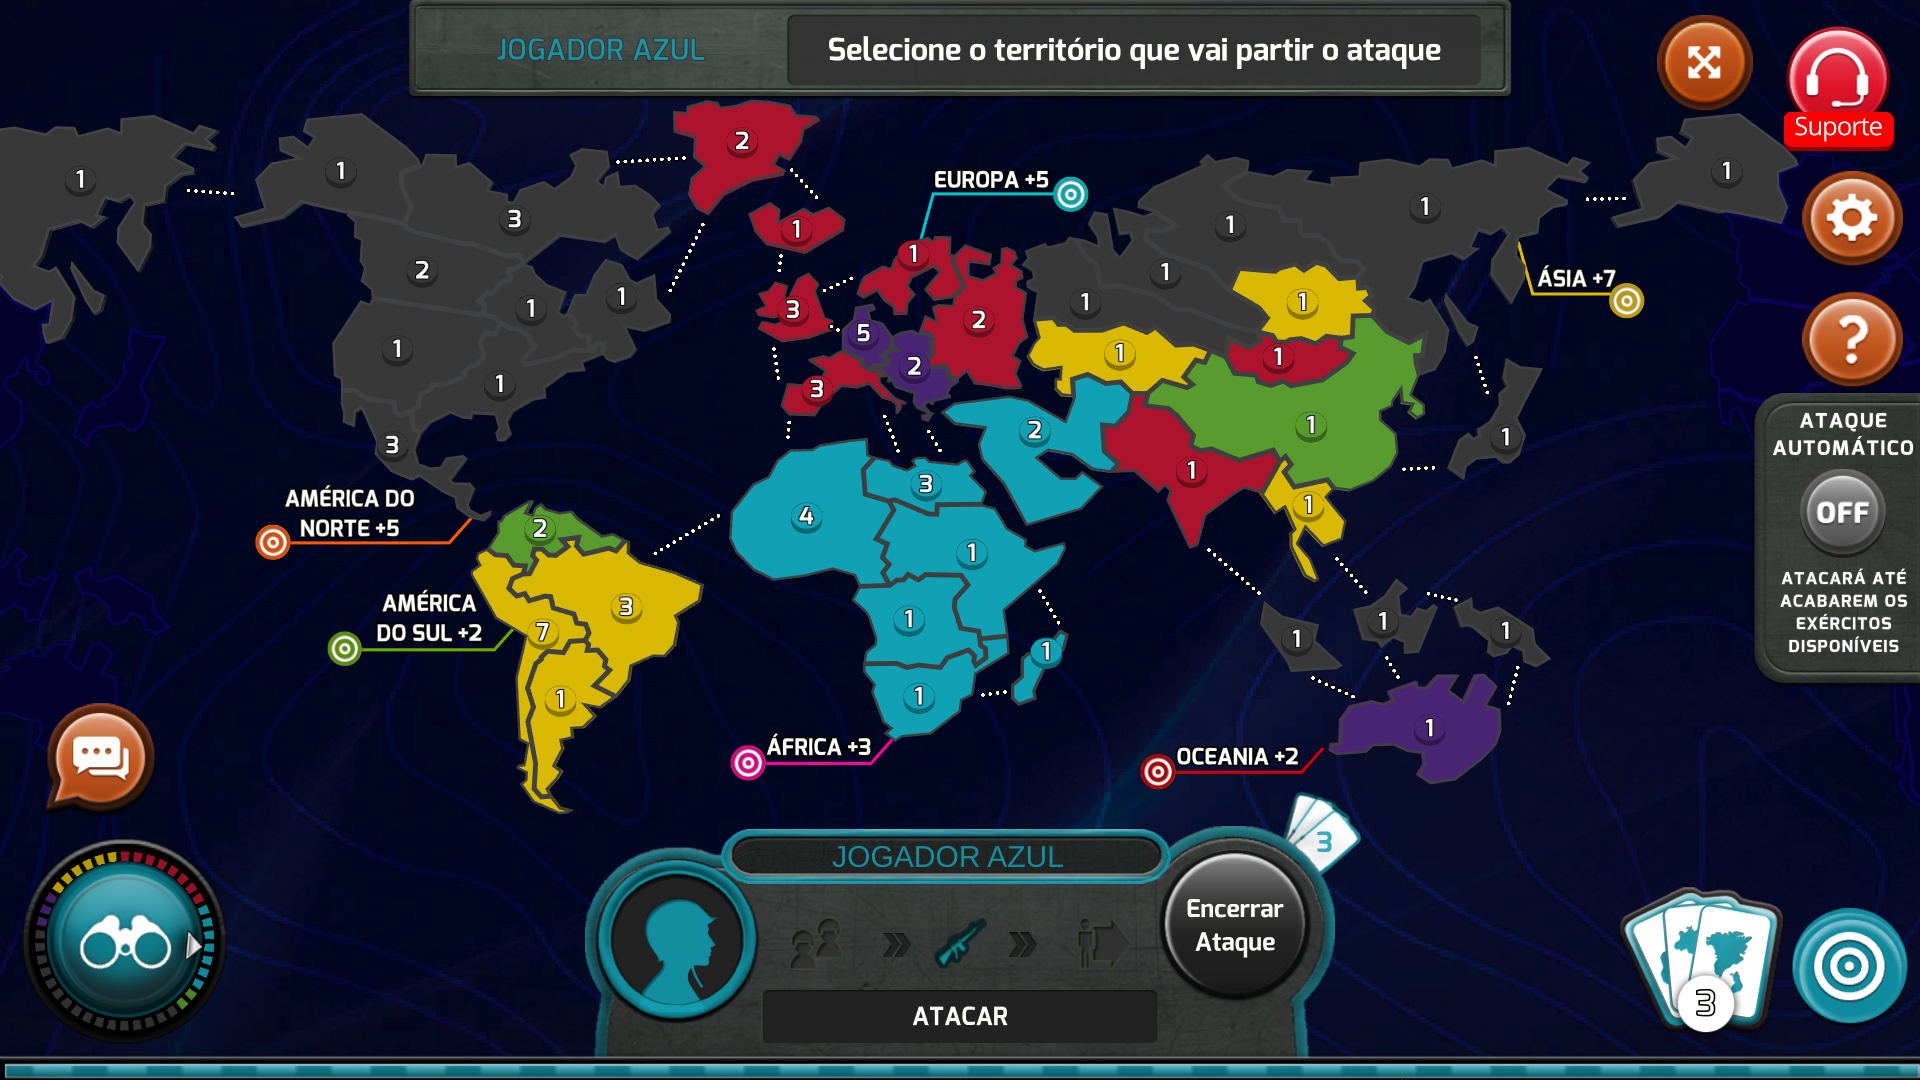 JOGADOR AZUL
Selecione o território que vai partir o ataque
Suporte
1
1
2
1
1
1
3
EUROPA +5
1
1
1
2
1
ÁSIA +7
1
1
1
1
3
5
2
2
1
1
1
1
3
2
ATAQUE
AUTOMÁTICO
3
2
1
1
1
3
1
OFF
AMÉRICA DO
NORTE +5
4
1
2
1
ATACARÁ ATÉ
ACABAREM OS
EXÉRCITOS
DISPONÍVEIS
AMÉRICA
DO SUL +2
3
7
1
1
1
1
1
1
1
1
ÁFRICA +3
OCEANIA +2
3
JOGADOR AZUL
Encerrar
Ataque
ATACAR
3